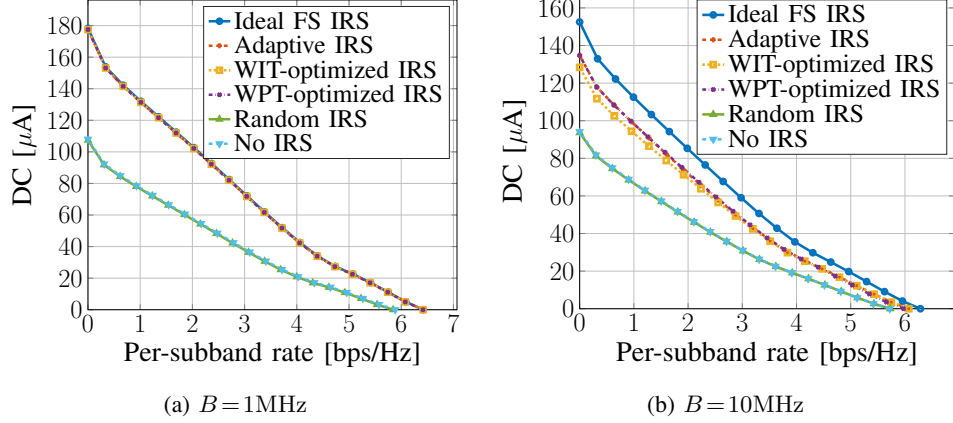 180
160
140
120
100
80
60
40
20
0
DC [μA]
0 1 2 3 4 5 6 7
Per-subband rate [bps/Hz]
Ideal FS IRS
Adaptive IRS
WIT-optimized IRS
WPT-optimized IRS
Random IRS
No IRS
(a) B = 1MHz
160
140
120
100
80
60
40
20
0
DC [μA]
0 1 2 3 4 5 6
Per-subband rate [bps/Hz]
Ideal FS IRS
Adaptive IRS
WIT-optimized IRS
WPT-optimized IRS
Random IRS
No IRS
(b) B = 10MHz